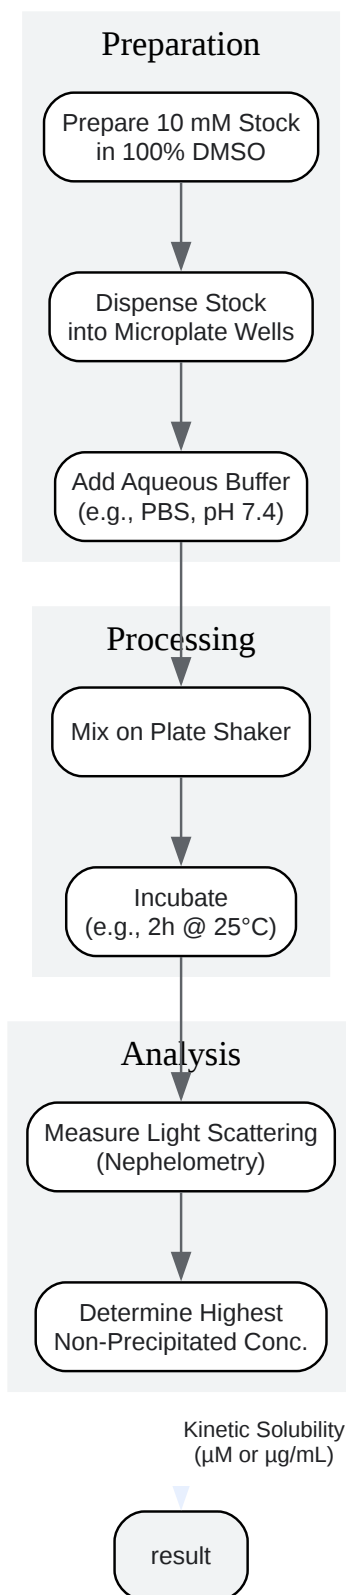 Preparation
Prepare 10 mM Stock
in 100% DMSO
Dispense Stock
into Microplate Wells
Add Aqueous Buffer
(e.g., PBS, pH 7.4)
Processing
Mix on Plate Shaker
Incubate
(e.g., 2h @ 25°C)
Analysis
Measure Light Scattering
(Nephelometry)
Determine Highest
Non-Precipitated Conc.
Kinetic Solubility
(µM or µg/mL)
result